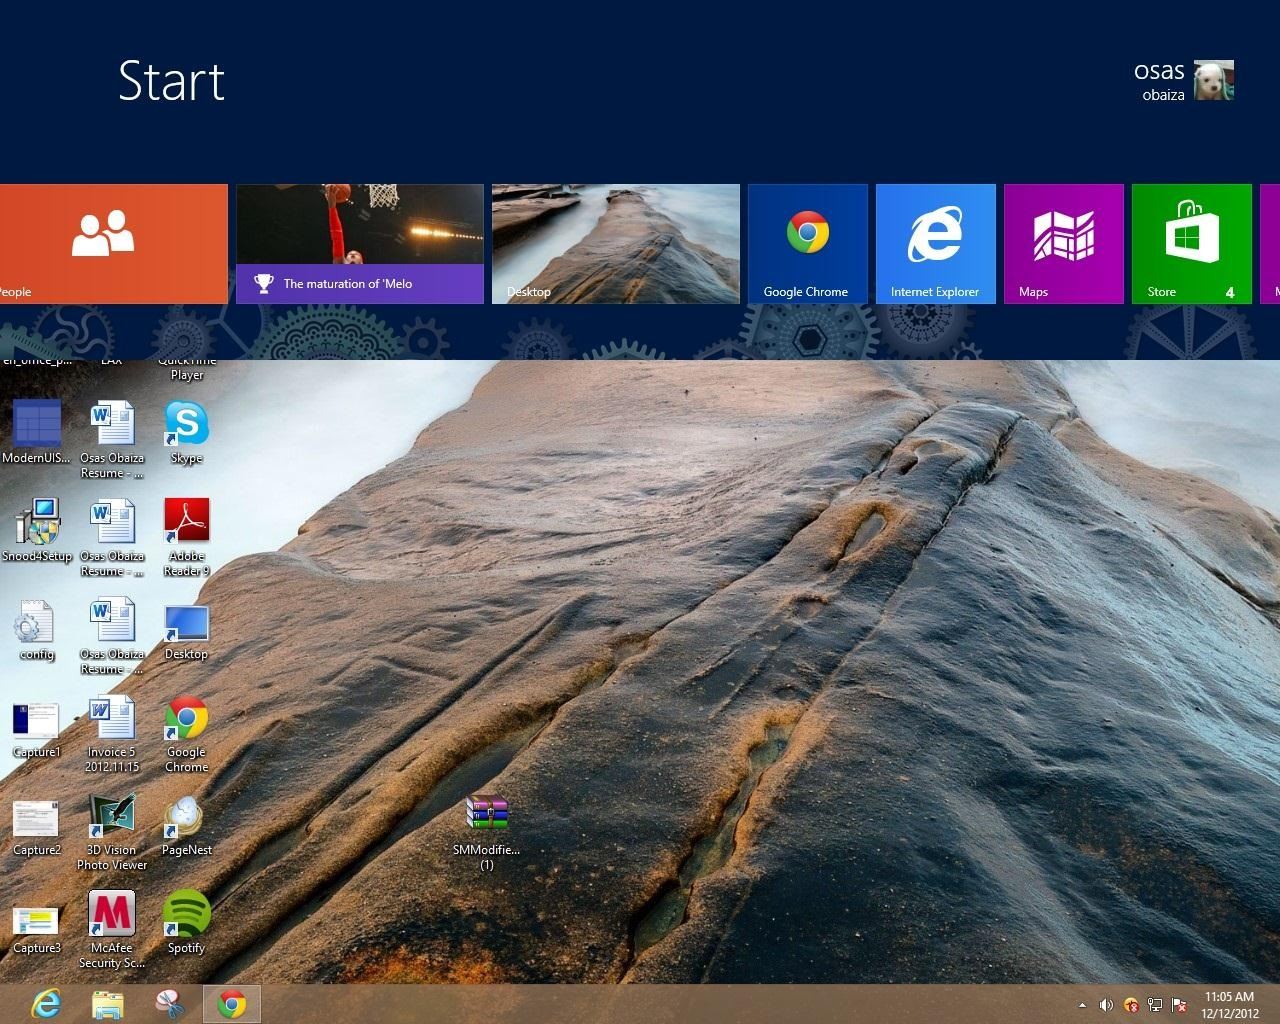 Start
osas
obaiza
People
The maturation of 'Melo
Desktop
Google Chrome
Internet Explorer
Maps
Store
4
en_office_p...
LAX
QuickTime
Player
ModernUIS...
Osas Obaiza
Resume - ...
Skype
Snood4Setup
Osas Obaiza
Resume - ...
Adobe
Reader 9
config
Osas Obaiza
Resume - ...
Desktop
Capture1
Invoice 5
2012.11.15
Google
Chrome
Capture2
3D Vision
Photo Viewer
PageNest
SMModifie...
(1)
Capture3
McAfee
Security Sc...
Spotify
11:05 AM
12/12/2012